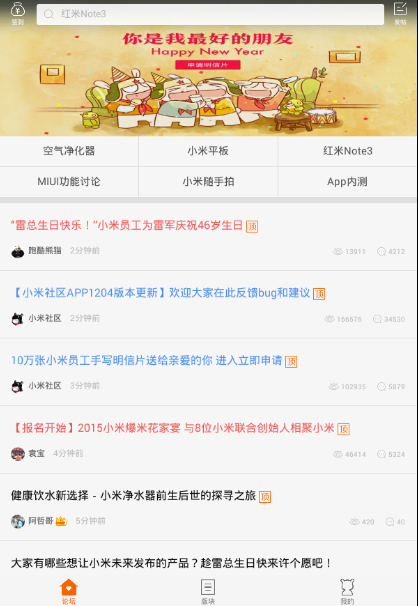 签到
红米Note3
发帖
你是我最好的朋友
Happy New Year
申请明信片
空气净化器
小米平板
红米Note3
MIUI功能讨论
小米随手拍
App内测
"雷总生日快乐！"小米员工为雷军庆祝46岁生日 顶
跑酷熊猫 2分钟前 13911 4212
【小米社区APP1204版本更新】欢迎大家在此反馈bug和建议 顶
小米社区 2分钟前 166676 34530
10万张小米员工手写明信片送给亲爱的你 进入立即申请 顶
小米社区 3分钟前 102935 5879
【报名开始】2015小米爆米花家宴 与8位小米联合创始人相聚小米 顶
袁宝 4分钟前 46414 5324
健康饮水新选择 - 小米净水器前生后世的探寻之旅 顶
阿哲哥 5分钟前 420 40
大家有哪些想让小米未来发布的产品？趁雷总生日快来许个愿吧！
论坛
版块
我的